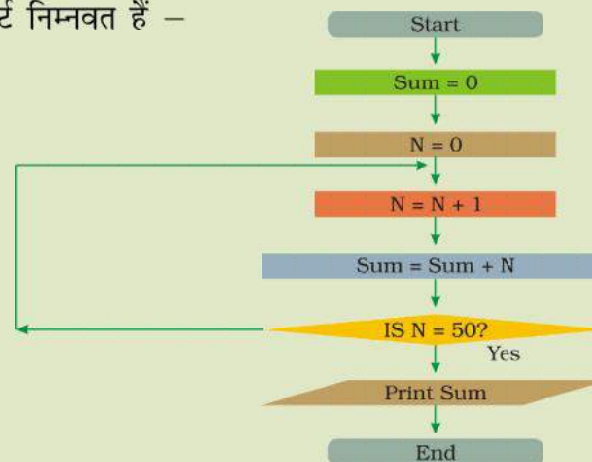 निम्नवत हैं –
Start
Sum = 0
N = 0
N = N + 1
Sum = Sum + N
IS N = 50?
Yes
Print Sum
End